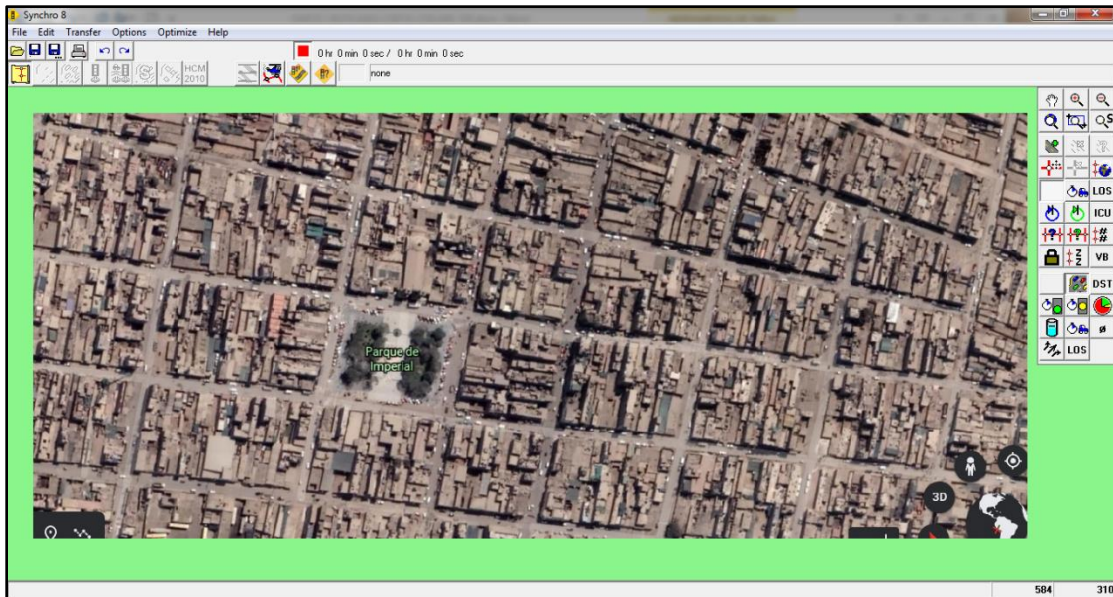 Synchro 8
File Edit Transfer Options Optimize Help
0 hr 0 min 0 sec / 0 hr 0 min 0 sec
HCM
2010
none
S
LOS
ICU
##
VB
DST
ø
LOS
Parque de
Imperial
3D
584 310